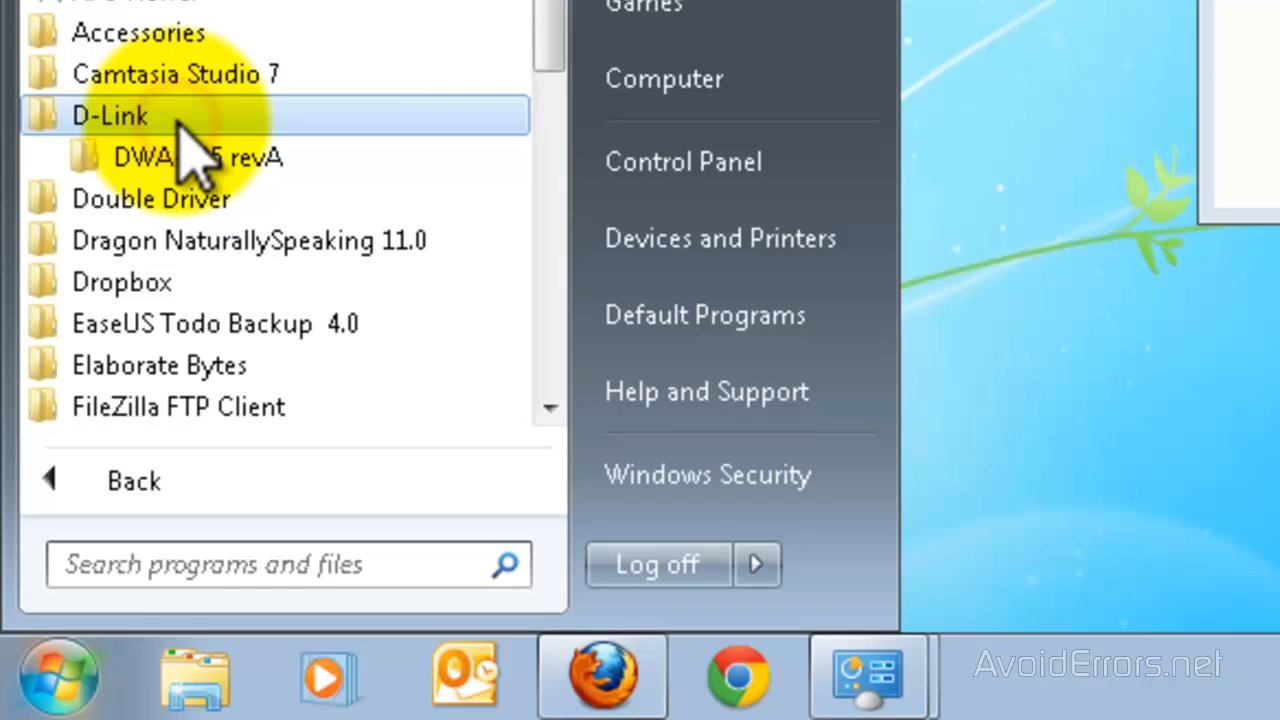 Accessories
Camtasia Studio 7
D-Link
revA
Double Driver
Dragon NaturallySpeaking 11.0
Dropbox
EaseUS Todo Backup 4.0
Elaborate Bytes
FileZilla FTP Client
Back
Search programs and files
Games
Computer
Control Panel
Devices and Printers
Default Programs
Help and Support
Windows Security
Log off
AvoidErrors.net